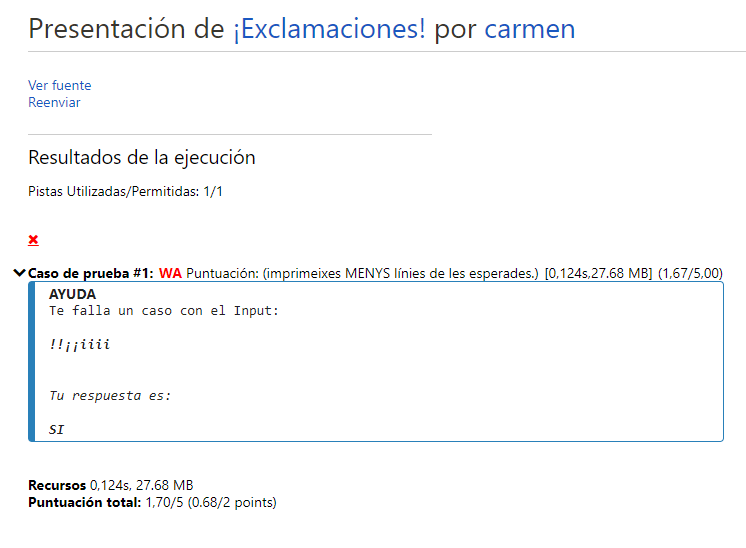 Presentación de ¡Exclamaciones! por carmen
Ver fuente
Reenviar
Resultados de la ejecución
Pistas Utilizadas/Permitidas: 1/1
Caso de prueba #1: WA Puntuación: (imprimeixes MENYS línies de les esperades.) [0,124s,27.68 MB] (1,67/5,00)
AYUDA
Te falla un caso con el Input:
!!¡¡iiii
Tu respuesta es:
SI
Recursos 0,124s, 27.68 MB
Puntuación total: 1,70/5 (0.68/2 points)